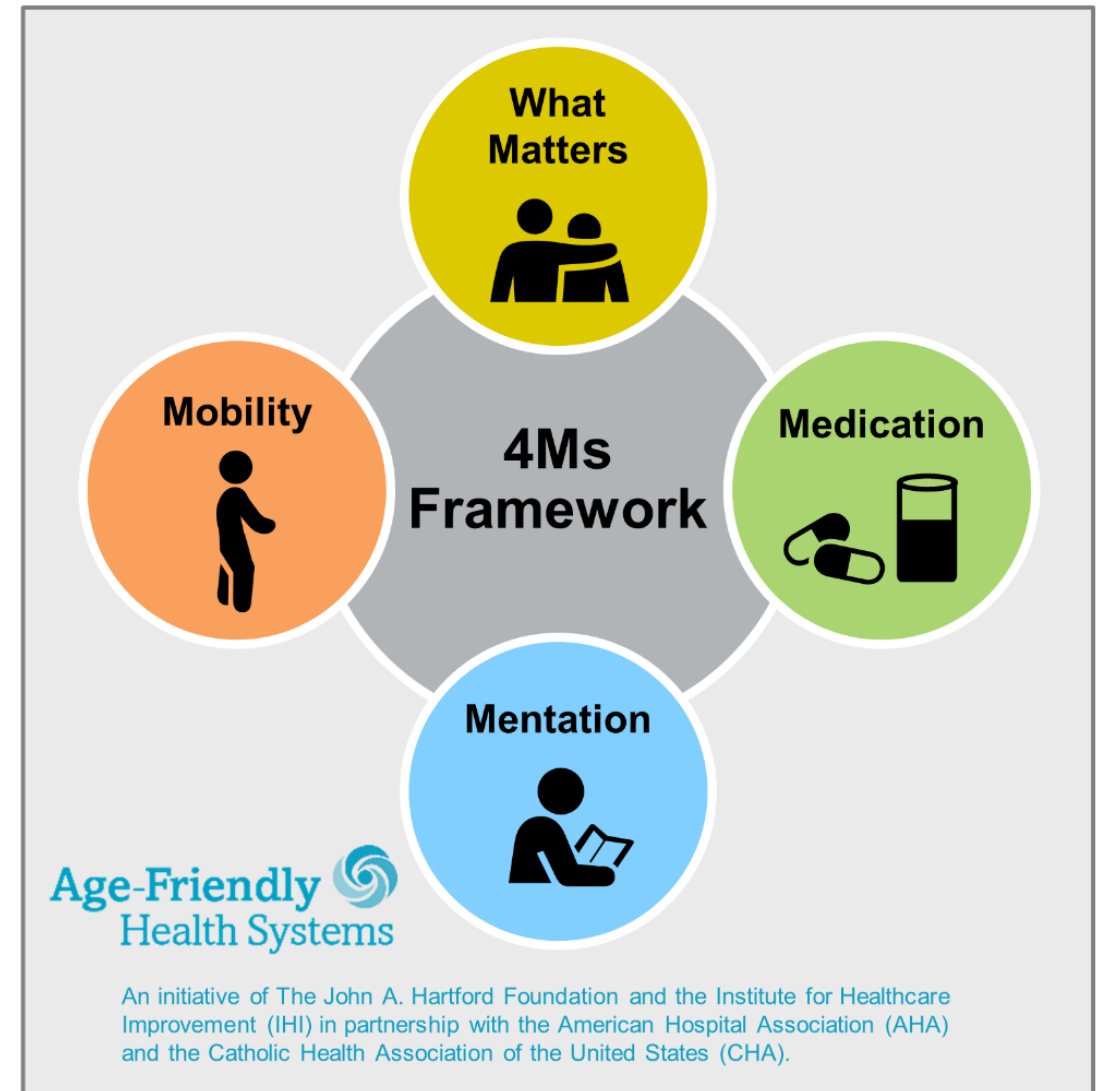 What
Matters
Mobility
4Ms
Framework
Medication
Mentation
Age-Friendly
Health Systems
An initiative of The John A. Hartford Foundation and the Institute for Healthcare
Improvement (IHI) in partnership with the American Hospital Association (AHA)
and the Catholic Health Association of the United States (CHA).